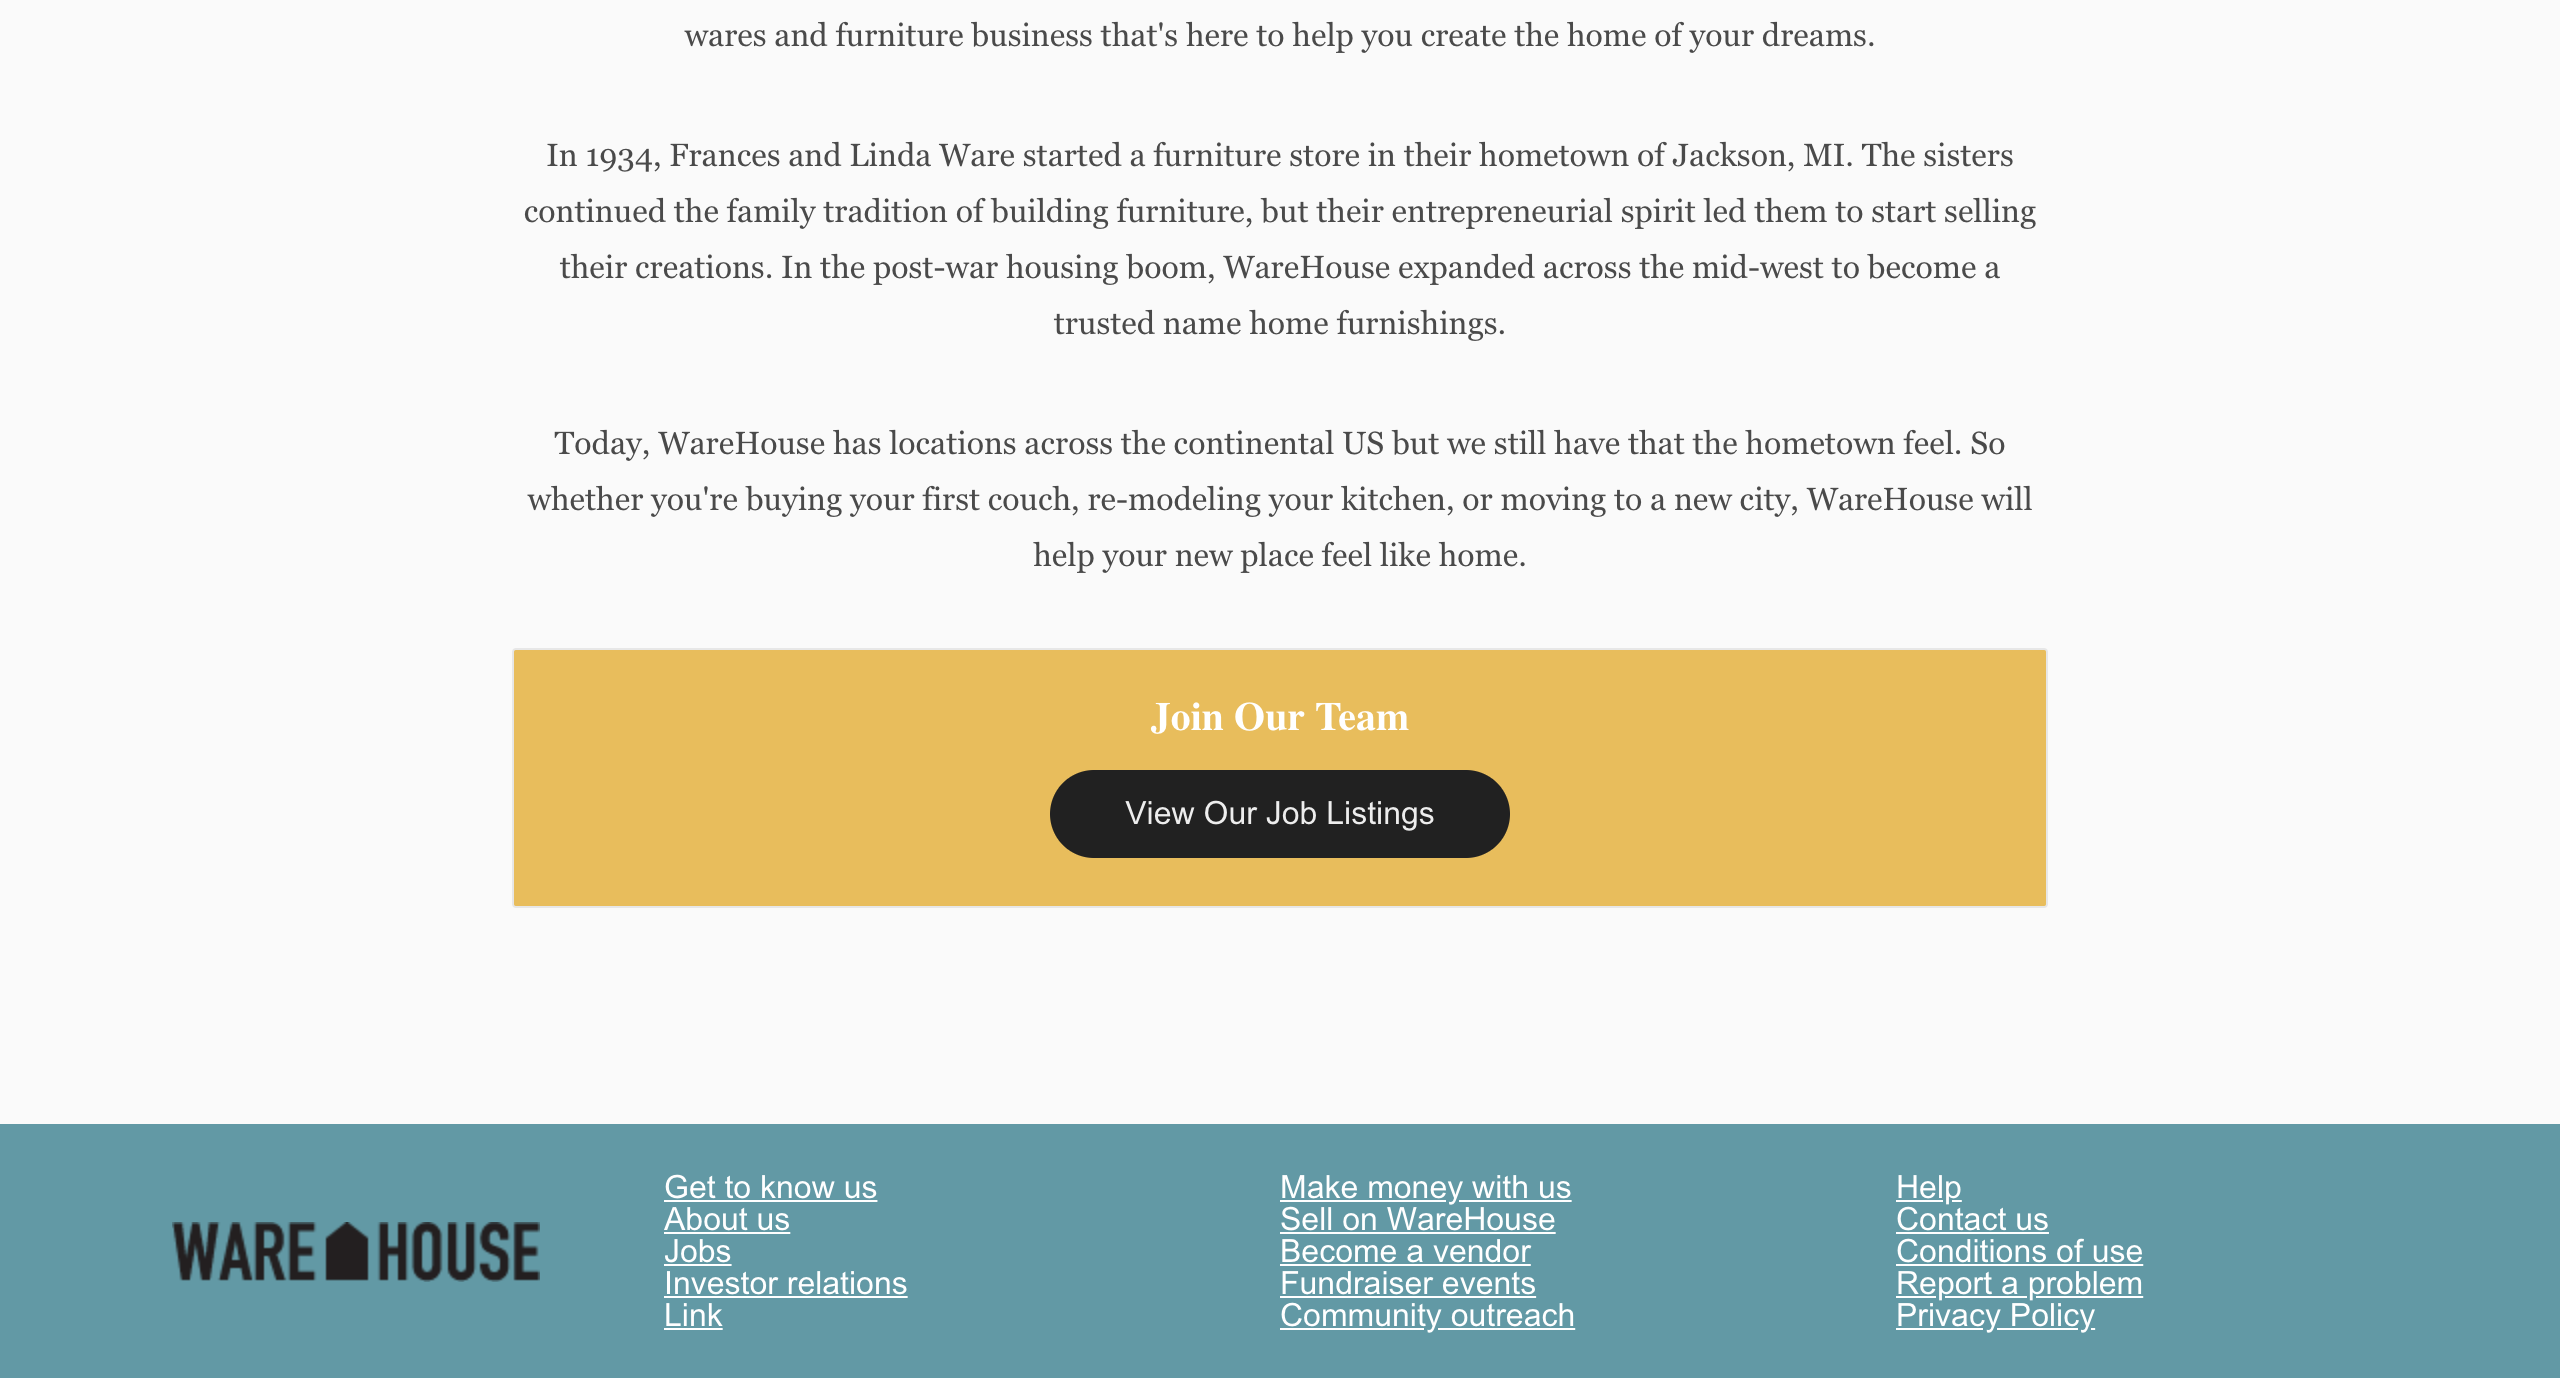 wares and furniture business that's here to help you create the home of your dreams.
In 1934, Frances and Linda Ware started a furniture store in their hometown of Jackson, MI. The sisters
continued the family tradition of building furniture, but their entrepreneurial spirit led them to start selling
their creations. In the post-war housing boom, WareHouse expanded across the mid-west to become a
trusted name home furnishings.
Today, WareHouse has locations across the continental US but we still have that the hometown feel. So
whether you're buying your first couch, re-modeling your kitchen, or moving to a new city, WareHouse will
help your new place feel like home.
Join Our Team
View Our Job Listings
WARE HOUSE
Get to know us
About us
Jobs
Investor relations
Link
Make money with us
Sell on WareHouse
Become a vendor
Fundraiser events
Community outreach
Help
Contact us
Conditions of use
Report a problem
Privacy Policy